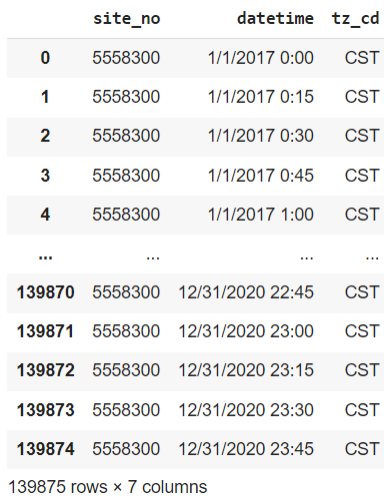 site_no datetime tz_cd
0 5558300 1/1/2017 0:00 CST
1 5558300 1/1/2017 0:15 CST
2 5558300 1/1/2017 0:30 CST
3 5558300 1/1/2017 0:45 CST
4 5558300 1/1/2017 1:00 CST
... ... ... ...
139870 5558300 12/31/2020 22:45 CST
139871 5558300 12/31/2020 23:00 CST
139872 5558300 12/31/2020 23:15 CST
139873 5558300 12/31/2020 23:30 CST
139874 5558300 12/31/2020 23:45 CST
139875 rows × 7 columns